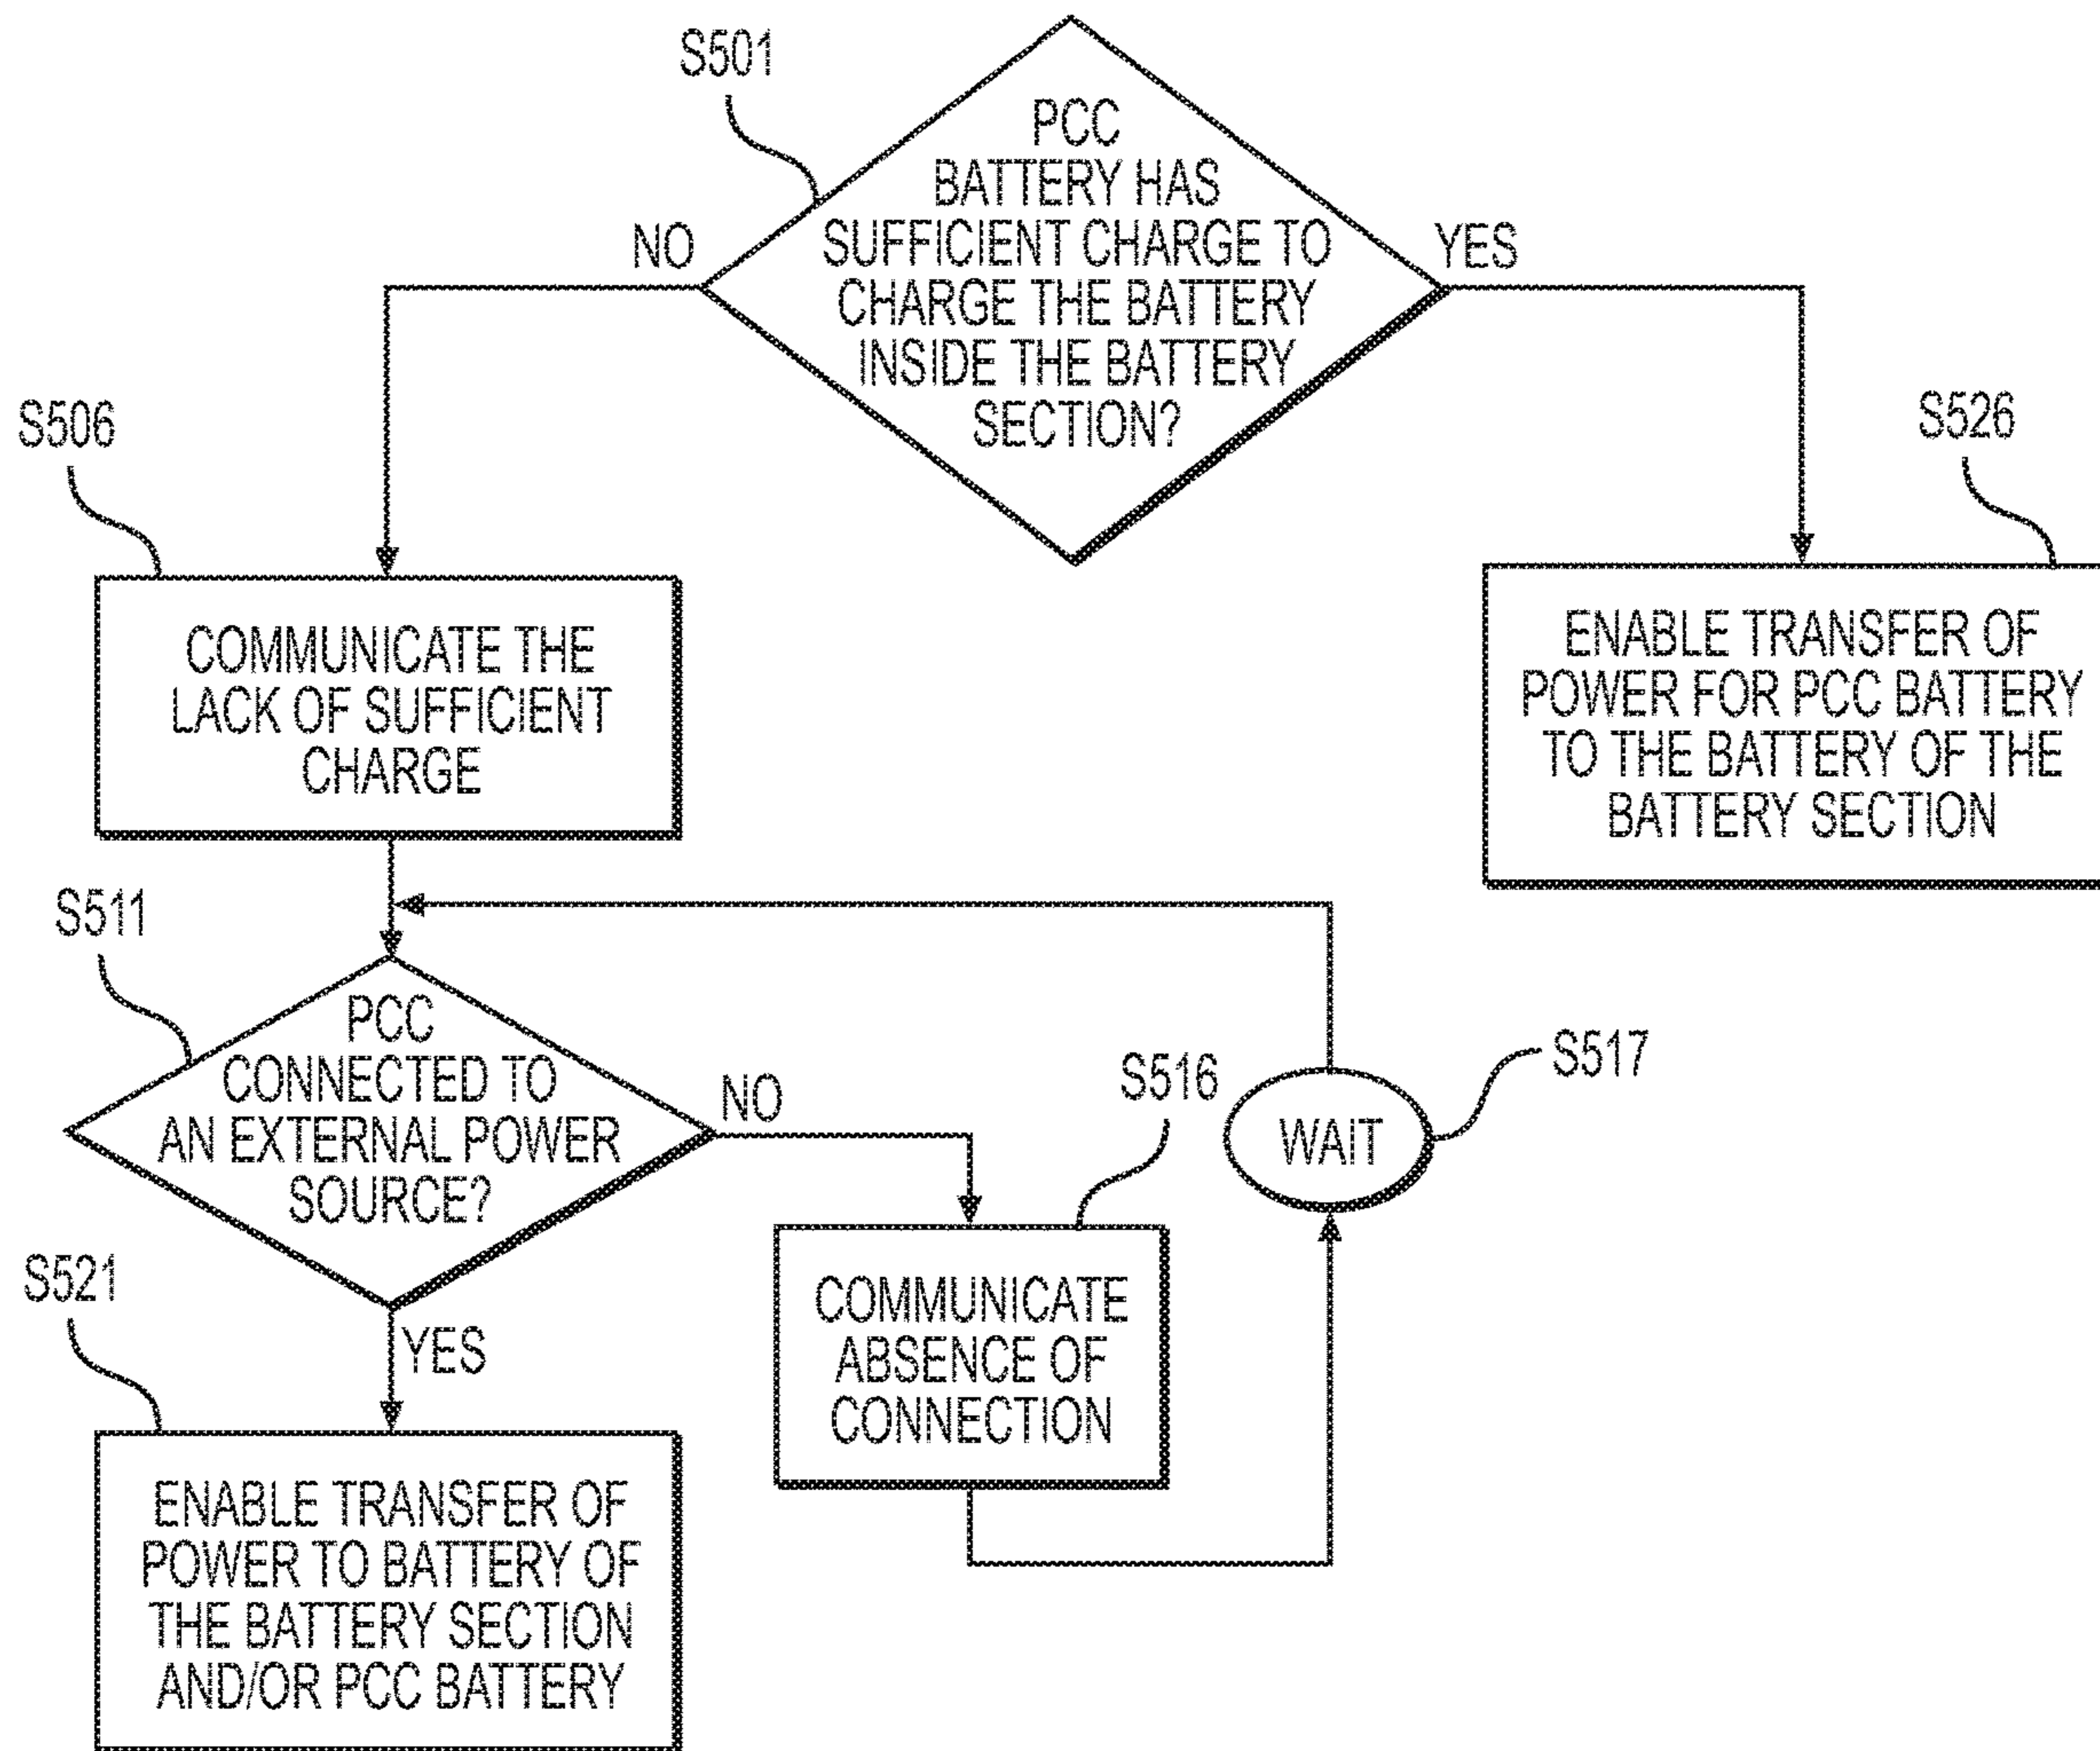 S501
PCC
BATTERY HAS
SUFFICIENT CHARGE TO
CHARGE THE BATTERY
INSIDE THE BATTERY
SECTION?
NO
YES
S506
COMMUNICATE THE
LACK OF SUFFICIENT
CHARGE
S526
ENABLE TRANSFER OF
POWER FOR PCC BATTERY
TO THE BATTERY OF THE
BATTERY SECTION
S511
PCC
CONNECTED TO
AN EXTERNAL POWER
SOURCE?
NO
YES
S516
COMMUNICATE
ABSENCE OF
CONNECTION
WAIT
S517
S521
ENABLE TRANSFER OF
POWER TO BATTERY OF
THE BATTERY SECTION
AND/OR PCC BATTERY